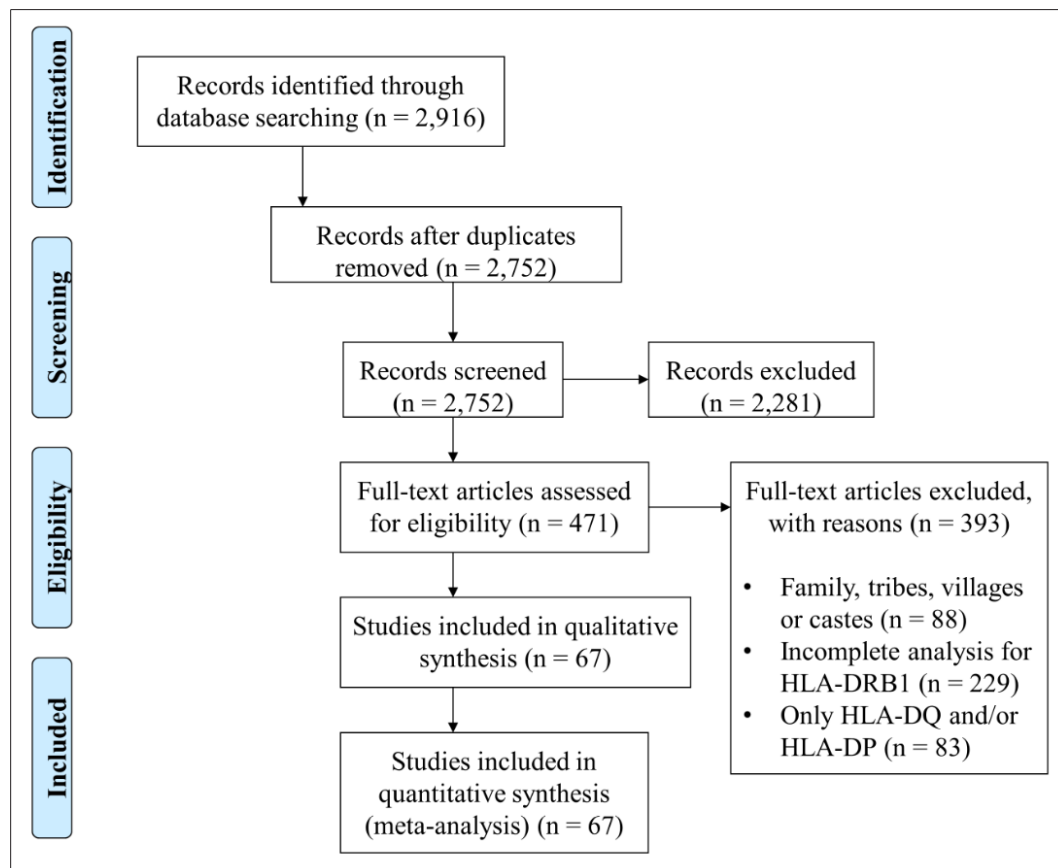 Identification
Records identified through
database searching (n = 2,916)
Records after duplicates
removed (n = 2,752)
Screening
Records screened
(n = 2,752)
Records excluded
(n = 2,281)
Eligibility
Full-text articles assessed
for eligibility (n = 471)
Full-text articles excluded,
with reasons (n = 393)
• Family, tribes, villages
or castes (n = 88)
• Incomplete analysis for
HLA-DRB1 (n = 229)
• Only HLA-DQ and/or
HLA-DP (n = 83)
Studies included in qualitative
synthesis (n = 67)
Included
Studies included in
quantitative synthesis
(meta-analysis) (n = 67)